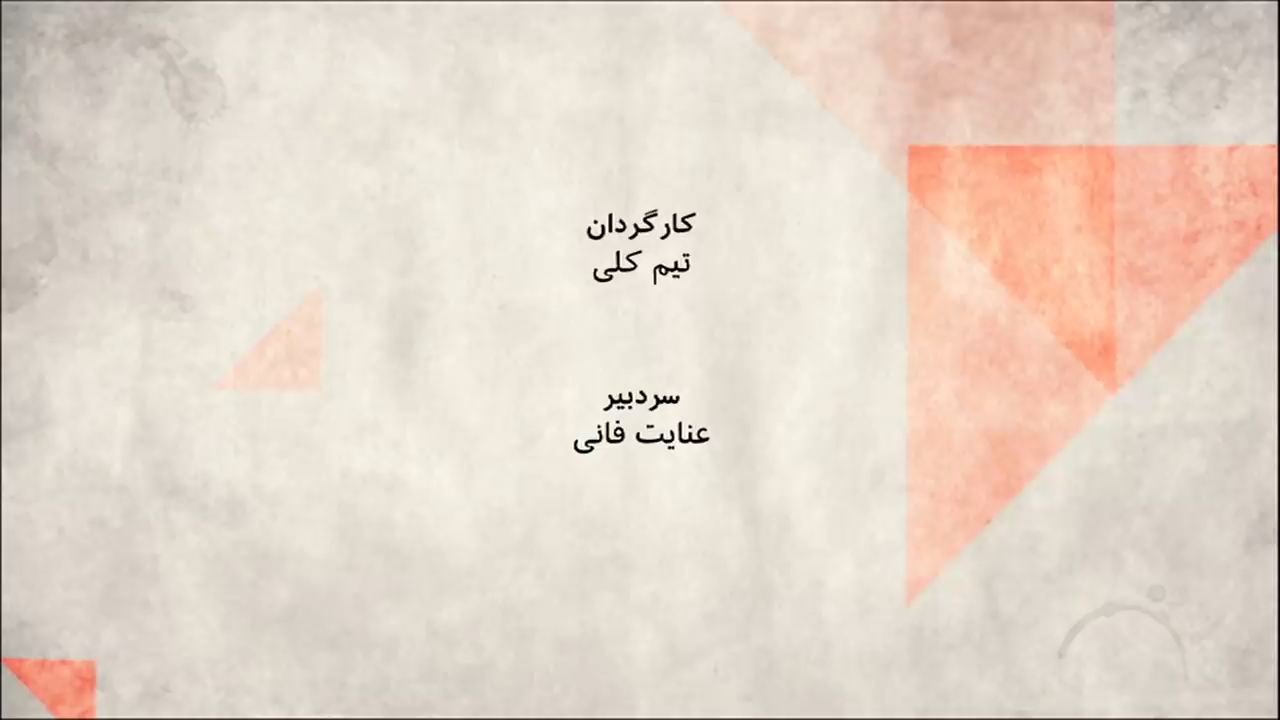 کارگردان
تیم کلی
سردبیر
عنایت فانی